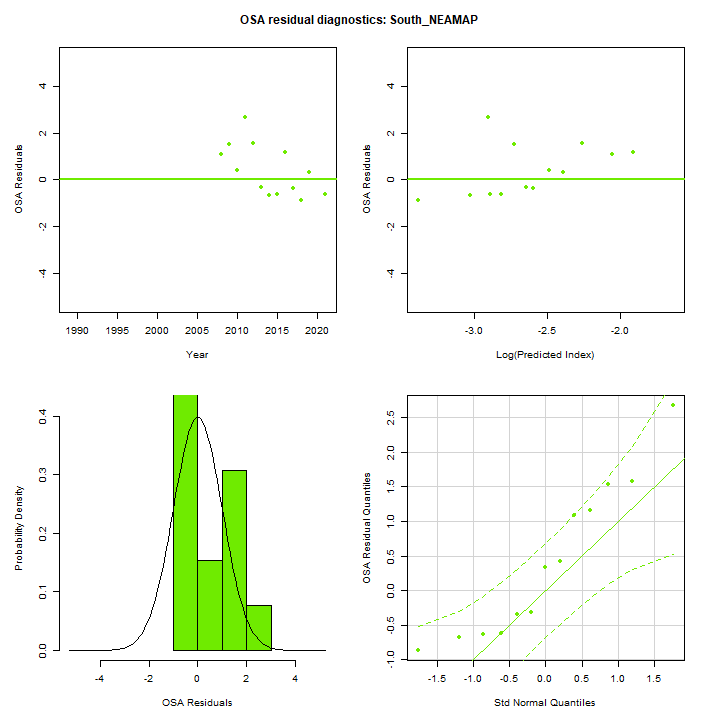 OSA residual diagnostics: South_NEAMAP
OSA Residuals
4
2
0
-2
-4
1990 1995 2000 2005 2010 2015 2020
Year
OSA Residuals
4
2
0
-2
-4
-3.0 -2.5 -2.0
Log(Predicted Index)
Probability Density
0.4
0.3
0.2
0.1
0.0
-4 -2 0 2 4
OSA Residuals
OSA Residual Quantiles
2.5
2.0
1.5
1.0
0.5
0.0
-0.5
-1.0
-1.5 -1.0 -0.5 0.0 0.5 1.0 1.5
Std Normal Quantiles